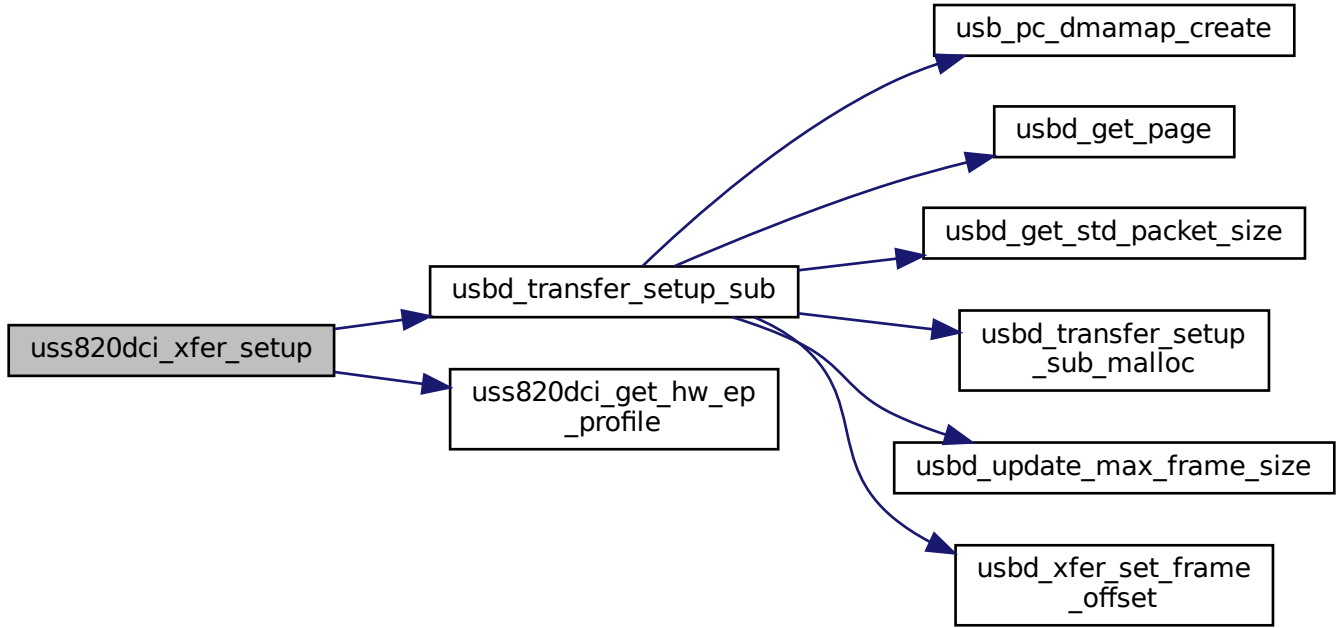 usb_pc_dmamap_create
usbd_get_page
usbd_get_std_packet_size
usbd_transfer_setup_sub
usbd_transfer_setup
_sub_malloc
uss820dci_xfer_setup
uss820dci_get_hw_ep
_profile
usbd_update_max_frame_size
usbd_xfer_set_frame
_offset